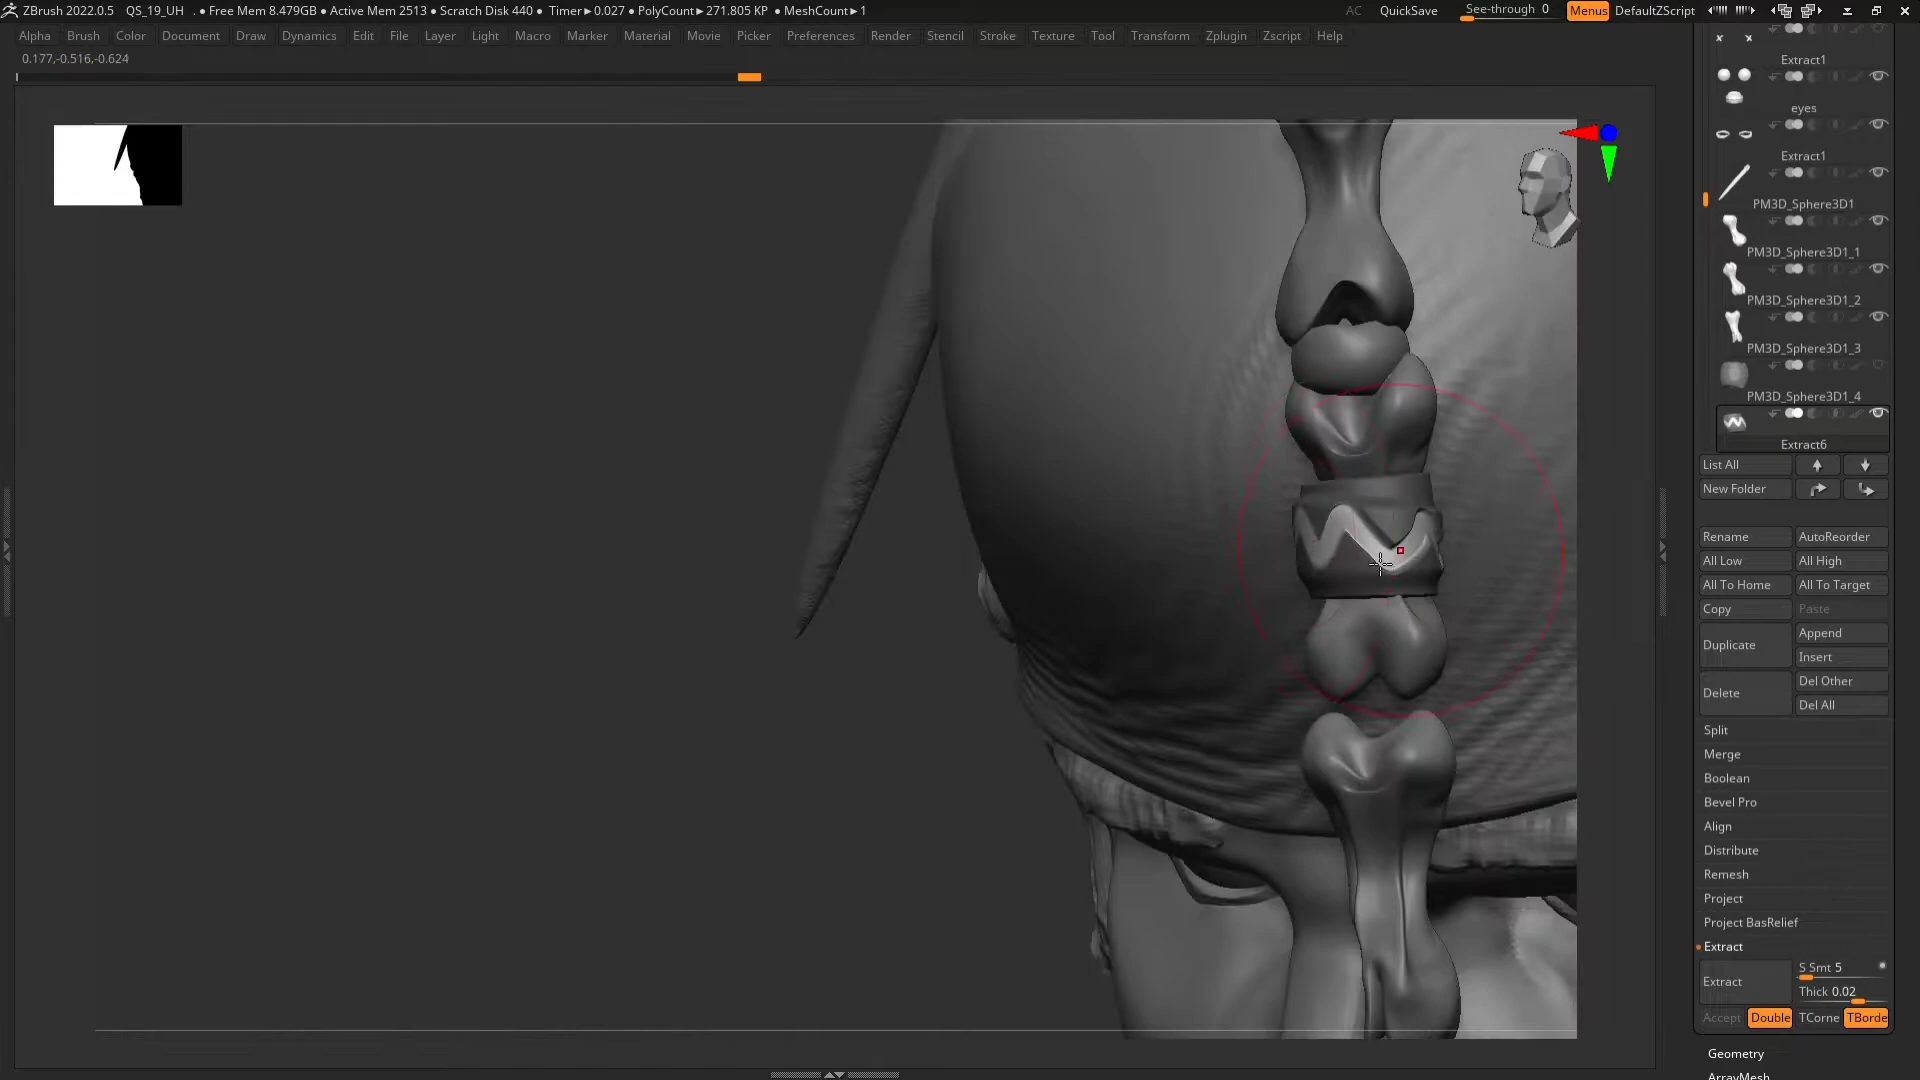 ZBrush 2022.0.5 QS_19_UH . ● Free Mem 8.479GB ● Active Mem 2513 ● Scratch Disk 440 ● Timer►0.027 ● PolyCount►271.805 KP ● MeshCount►1 AC QuickSave See-through 0 Menus DefaultZScript
Alpha Brush Color Document Draw Dynamics Edit File Layer Light Macro Marker Material Movie Picker Preferences Render Stencil Stroke Texture Tool Transform Zplugin Zscript Help
0.177,-0.516,-0.624
Extract1
eyes
Extract1
PM3D_Sphere3D1
PM3D_Sphere3D1_1
PM3D_Sphere3D1_2
PM3D_Sphere3D1_3
PM3D_Sphere3D1_4
Extract6
List All
New Folder
Rename AutoReorder
All Low All High
All To Home All To Target
Copy Paste
Duplicate Append
Insert
Delete Del Other
Del All
Split
Merge
Boolean
Bevel Pro
Align
Distribute
Remesh
Project
Project BasRelief
Extract
Extract S Smt 5
Thick 0.02
Accept Double TCorne TBorde
Geometry
ArrayMesh